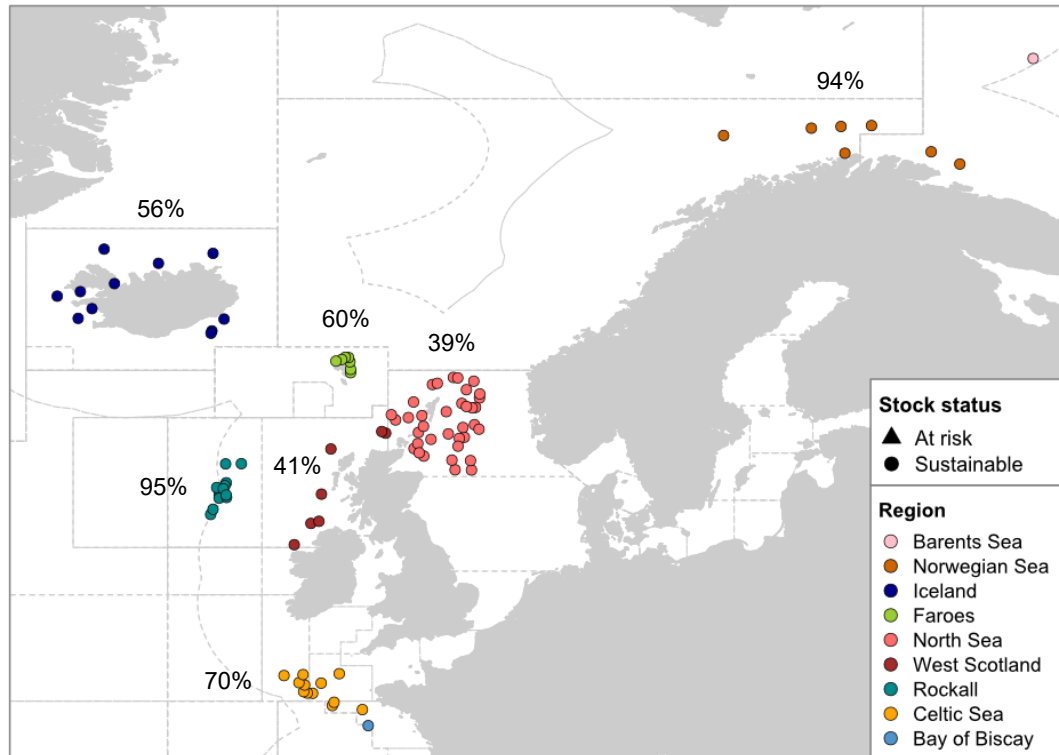 94%
56%
60%
39%
41%
95%
70%
Stock status
At risk
Sustainable
Region
Barents Sea
Norwegian Sea
Iceland
Faroes
North Sea
West Scotland
Rockall
Celtic Sea
Bay of Biscay